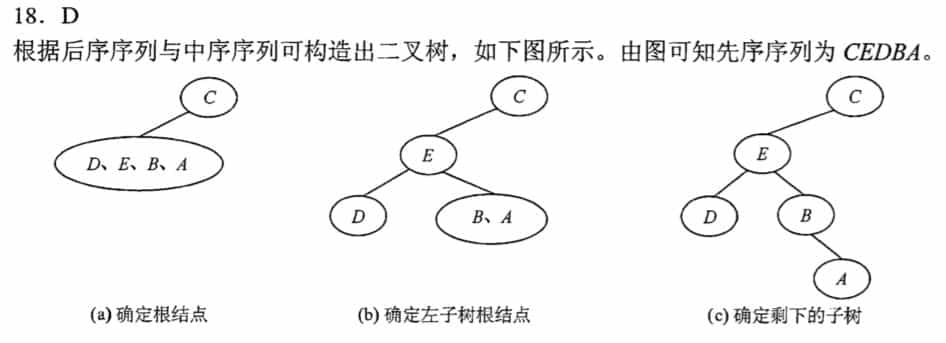 18．D
根据后序序列与中序序列可构造出二叉树，如下图所示。由图可知先序序列为 CEDBA。
C
D、E、B、A
C
E
D
B、A
C
E
D
B
A
(a) 确定根结点
(b) 确定左子树根结点
(c) 确定剩下的子树